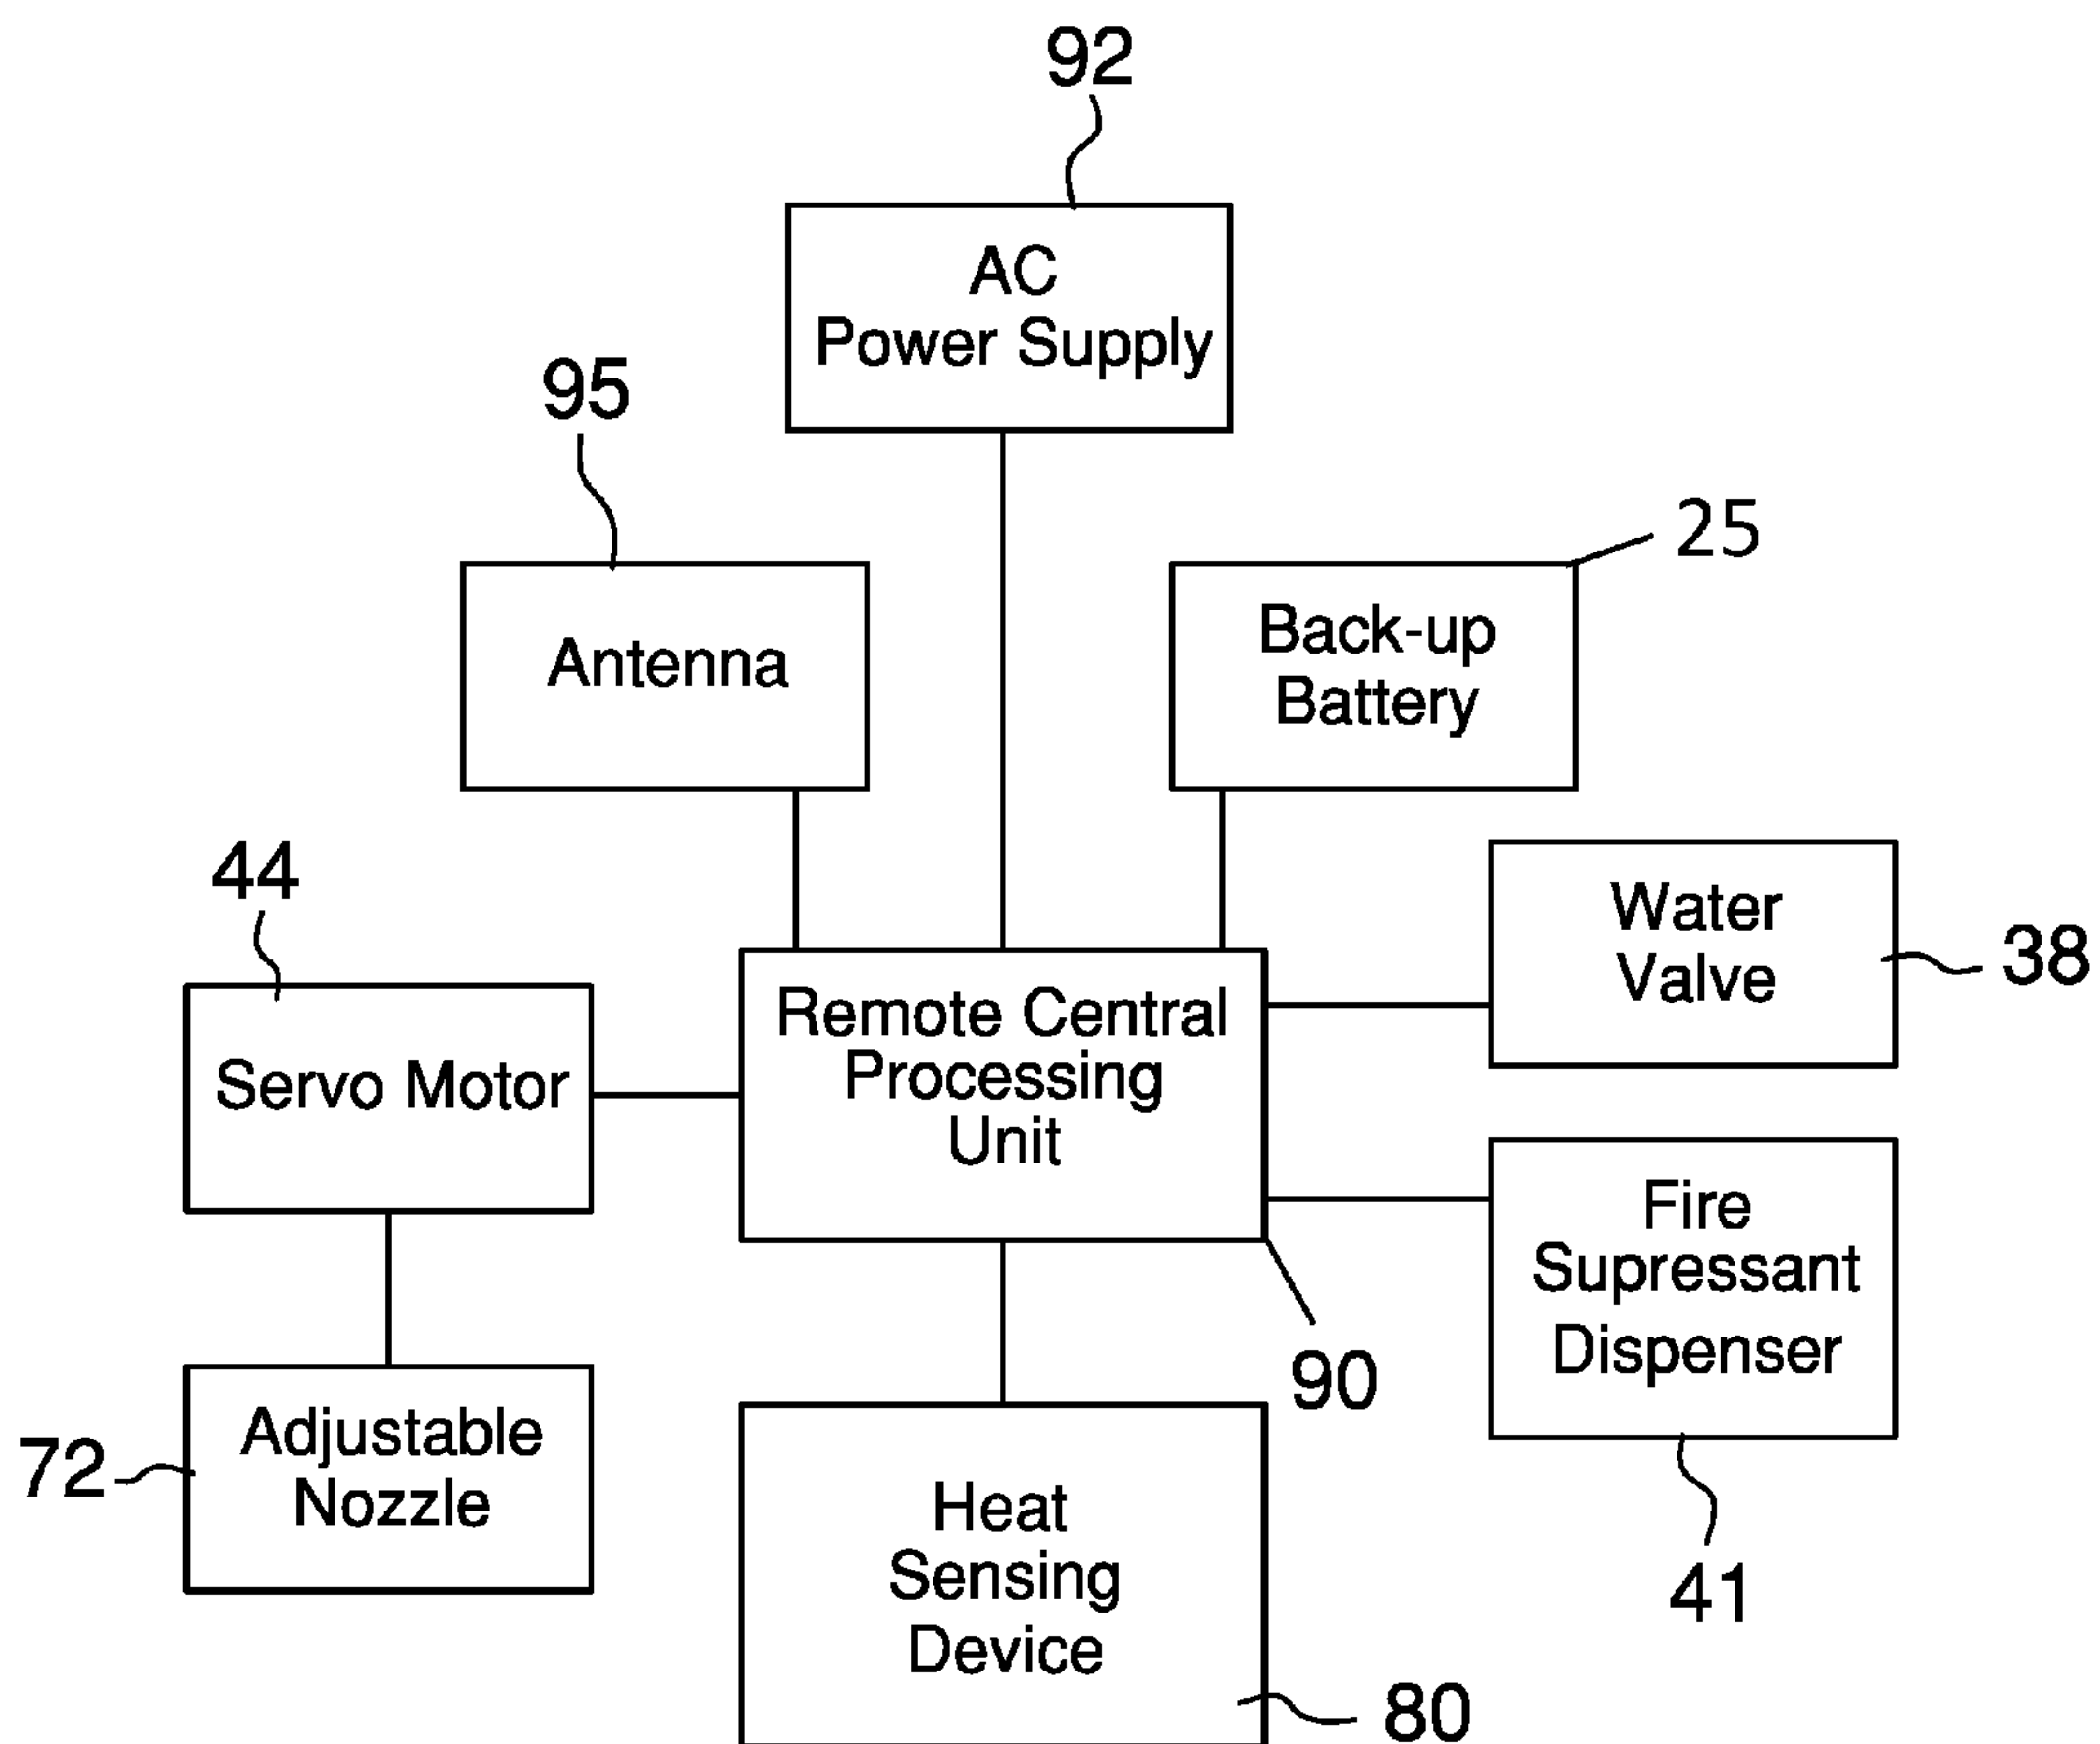 92
AC
Power Supply
95
Antenna
25
Back-up
Battery
44
Servo Motor
Remote Central
Processing
Unit
Water
Valve
38
Fire
Supressant
Dispenser
90
72
Adjustable
Nozzle
Heat
Sensing
Device
41
80